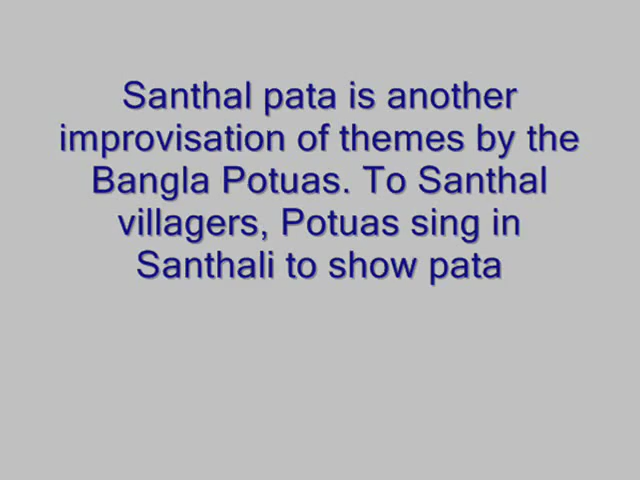 Santhal pata is another
improvisation of themes by the
Bangla Potuas. To Santhal
villagers, Potuas sing in
Santhali to show pata